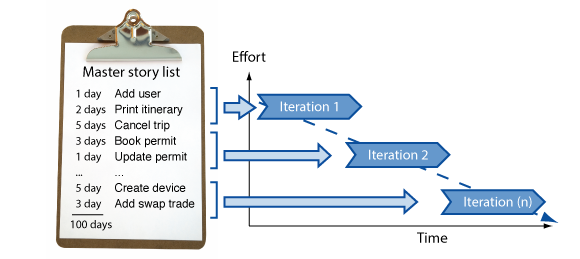 Master story list
1 day Add user
2 days Print itinerary
5 days Cancel trip
3 days Book permit
1 day Update permit
... ...
5 day Create device
3 day Add swap trade
100 days
Effort
Iteration 1
Iteration 2
Iteration (n)
Time